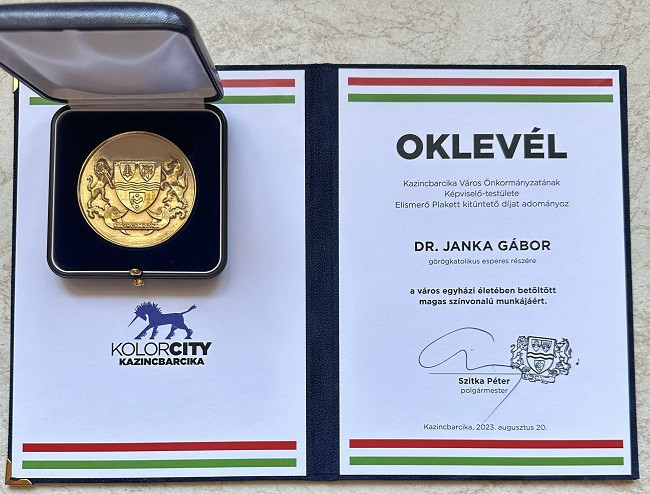 KOLORCITY
KAZINCBARCIKA
OKLEVÉL
Kazincbarcika Város Önkormányzatának
Képviselő-testülete
Elismerő Plakett kitüntető díjat adományoz
DR. JANKA GÁBOR
görögkatolikus esperes részére
a város egyházi életében betöltött
magas színvonalú munkájáért.
Szitka Péter
polgármester
Kazincbarcika, 2023. augusztus 20.